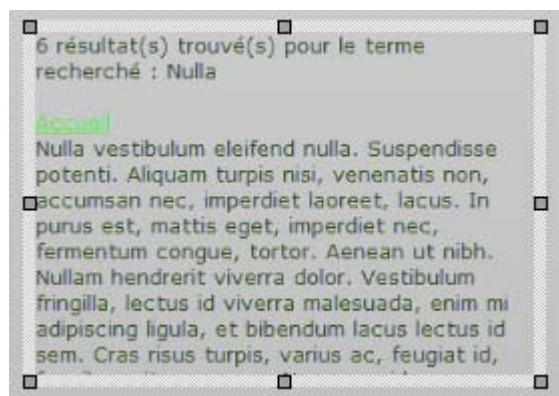 6 résultat(s) trouvé(s) pour le terme
recherché : Nulla
Accueil
Nulla vestibulum eleifend nulla. Suspendisse
potenti. Aliquam turpis nisi, venenatis non,
accumsan nec, imperdiet laoreet, lacus. In
purus est, mattis eget, imperdiet nec,
fermentum congue, tortor. Aenean ut nibh.
Nullam hendrerit viverra dolor. Vestibulum
fringilla, lectus id viverra malesuada, enim mi
adipiscing ligula, et bibendum lacus lectus id
sem. Cras risus turpis, varius ac, feugiat id,